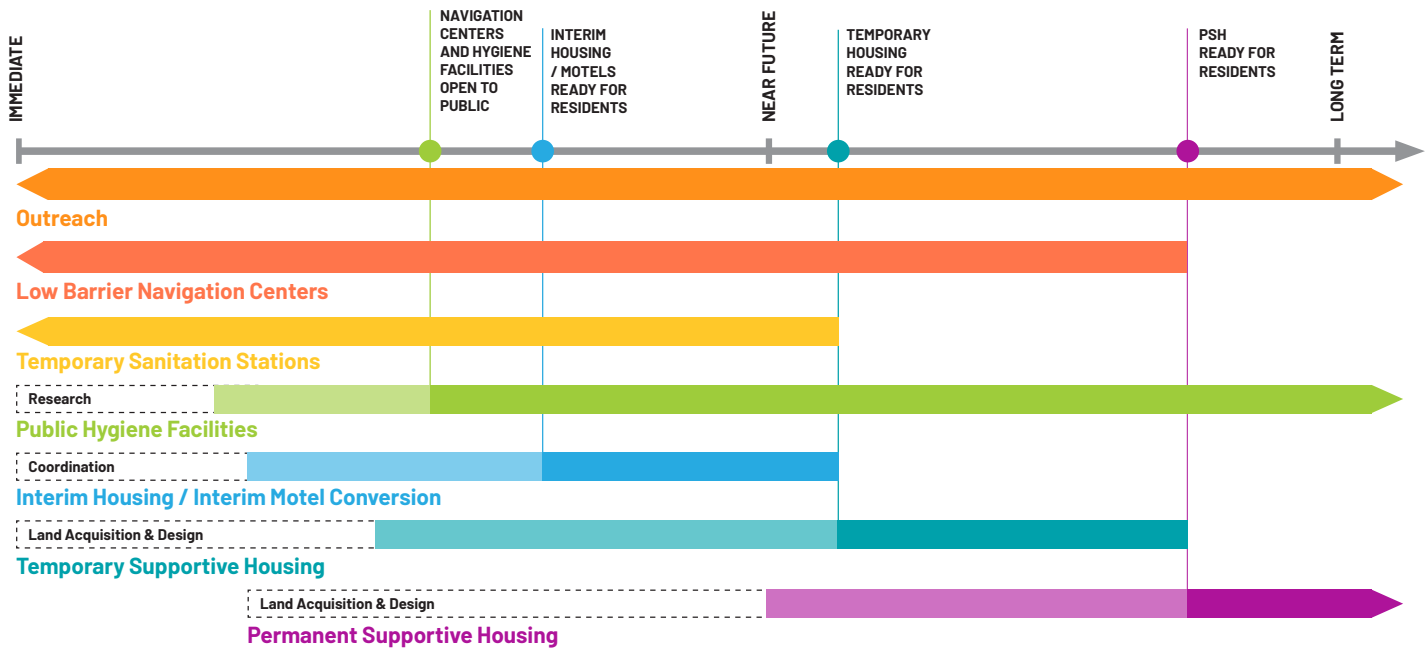 IMMEDIATE
NAVIGATION
CENTERS
AND HYGIENE
FACILITIES
OPEN TO
PUBLIC
INTERIM
HOUSING
/ MOTELS
READY FOR
RESIDENTS
NEAR FUTURE
TEMPORARY
HOUSING
READY FOR
RESIDENTS
PSH
READY FOR
RESIDENTS
LONG TERM
Outreach
Low Barrier Navigation Centers
Temporary Sanitation Stations
Research
Public Hygiene Facilities
Coordination
Interim Housing / Interim Motel Conversion
Land Acquisition & Design
Temporary Supportive Housing
Land Acquisition & Design
Permanent Supportive Housing